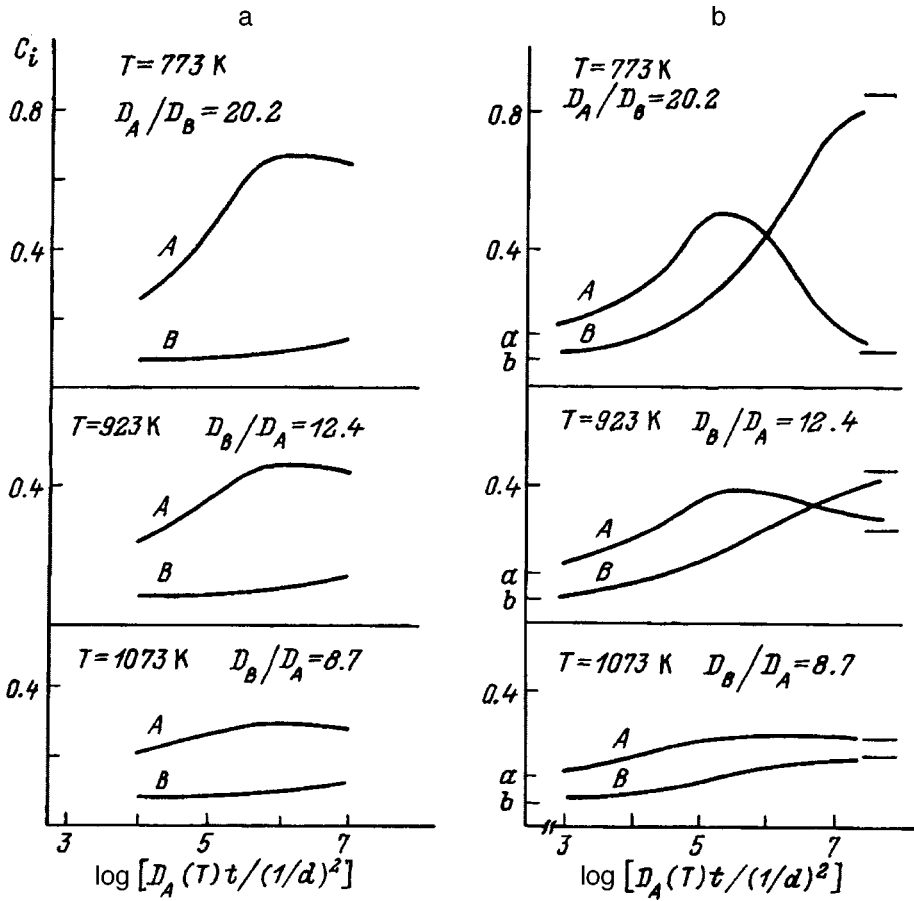 a
C_i
T = 773 K
D_A/D_B = 20.2
0.8
A
0.4
B
T=923 K D_B/D_A = 12.4
0.4
A
B
T=1073 K D_B/D_A = 8.7
0.4
A
B
3 5 7
log [D_A (T) t / (1/d)^2]
b
T = 773 K
D_A/D_B = 20.2
0.8
0.4
A
B
a
b
T=923 K D_B/D_A = 12.4
0.4
A
B
a
b
T=1073 K D_B/D_A = 8.7
0.4
A
B
a
b
3 5 7
log [D_A (T) t / (1/d)^2]